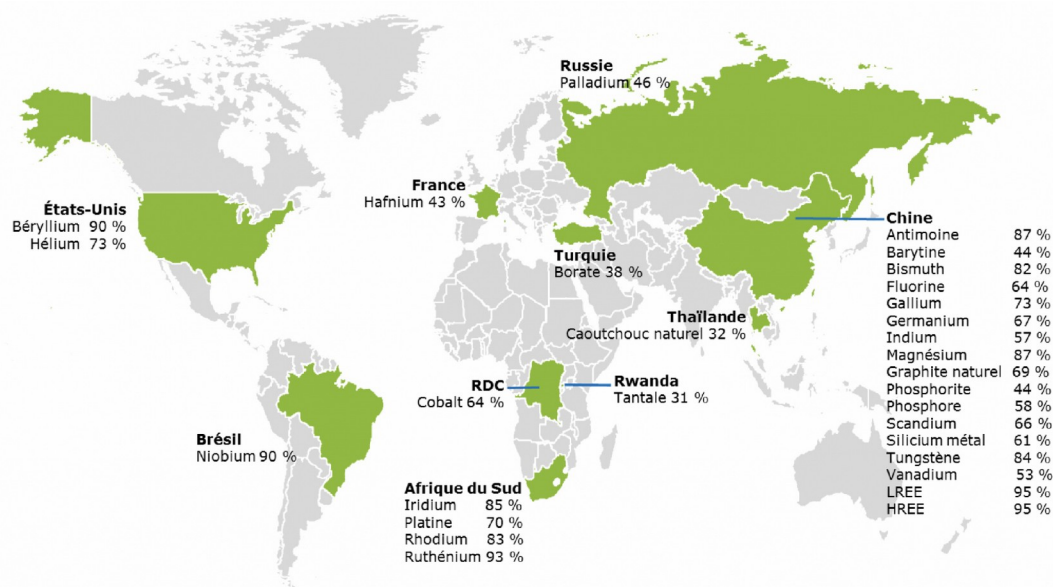 Russie
Palladium 46 %
France
Hafnium 43 %
États-Unis
Béryllium 90 %
Hélium 73 %
Turquie
Borate 38 %
Chine
Antimoine 87 %
Barytine 44 %
Bismuth 82 %
Fluorine 64 %
Gallium 73 %
Germanium 67 %
Indium 57 %
Magnésium 87 %
Graphite naturel 69 %
Phosphorite 44 %
Phosphore 58 %
Scandium 66 %
Silicium métal 61 %
Tungstène 84 %
Vanadium 53 %
LREE 95 %
HREE 95 %
Thaïlande
Caoutchouc naturel 32 %
RDC
Cobalt 64 %
Rwanda
Tantale 31 %
Brésil
Niobium 90 %
Afrique du Sud
Iridium 85 %
Platine 70 %
Rhodium 83 %
Ruthénium 93 %